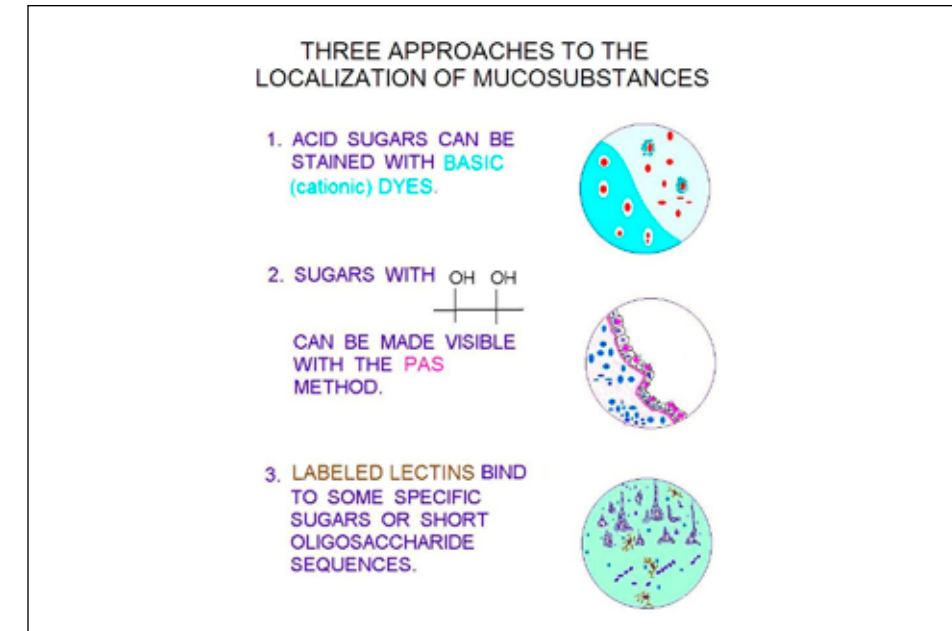 THREE APPROACHES TO THE
LOCALIZATION OF MUCOSUBSTANCES
1. ACID SUGARS CAN BE
STAINED WITH BASIC
(cationic) DYES.
2. SUGARS WITH OH OH
CAN BE MADE VISIBLE
WITH THE PAS
METHOD.
3. LABELED LECTINS BIND
TO SOME SPECIFIC
SUGARS OR SHORT
OLIGOSACCHARIDE
SEQUENCES.